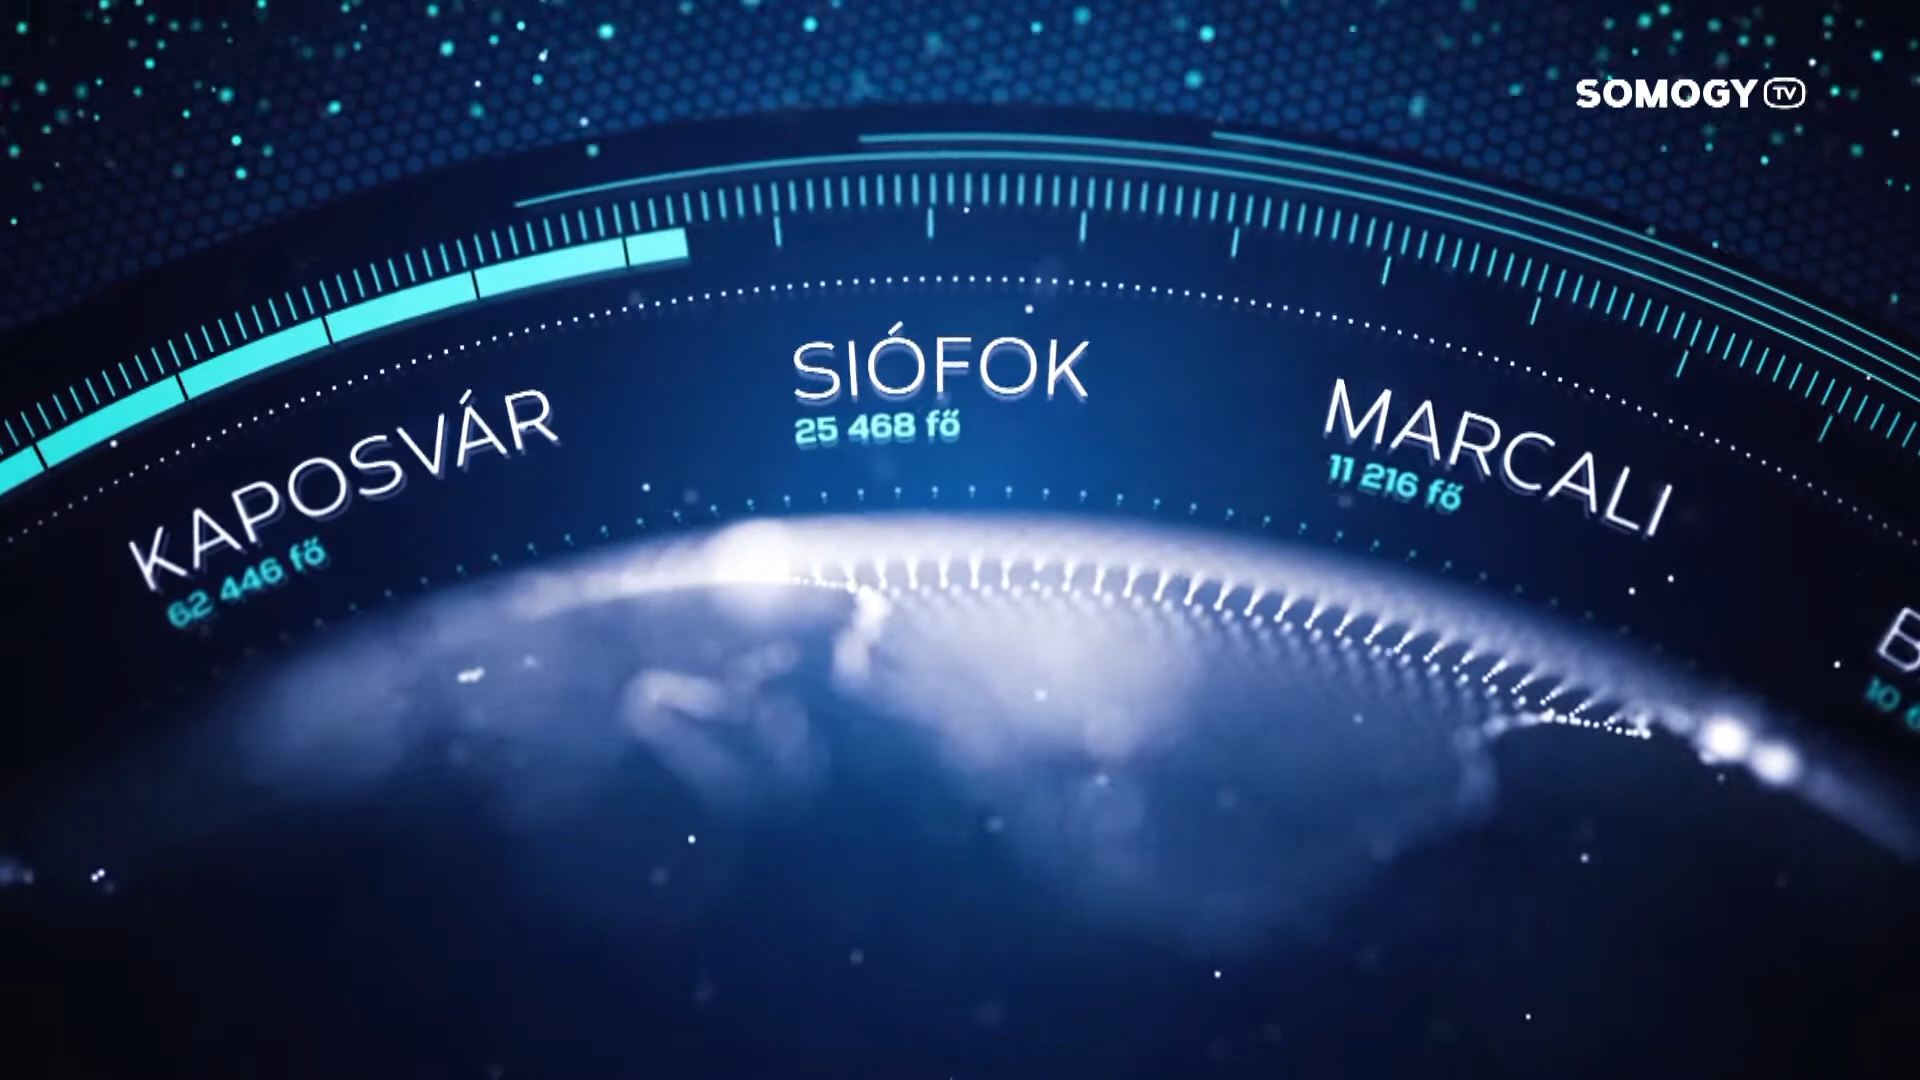 SOMOGY TV
KAPOSVÁR
62 446 fő
SIÓFOK
25 468 fő
MARCALI
11 216 fő